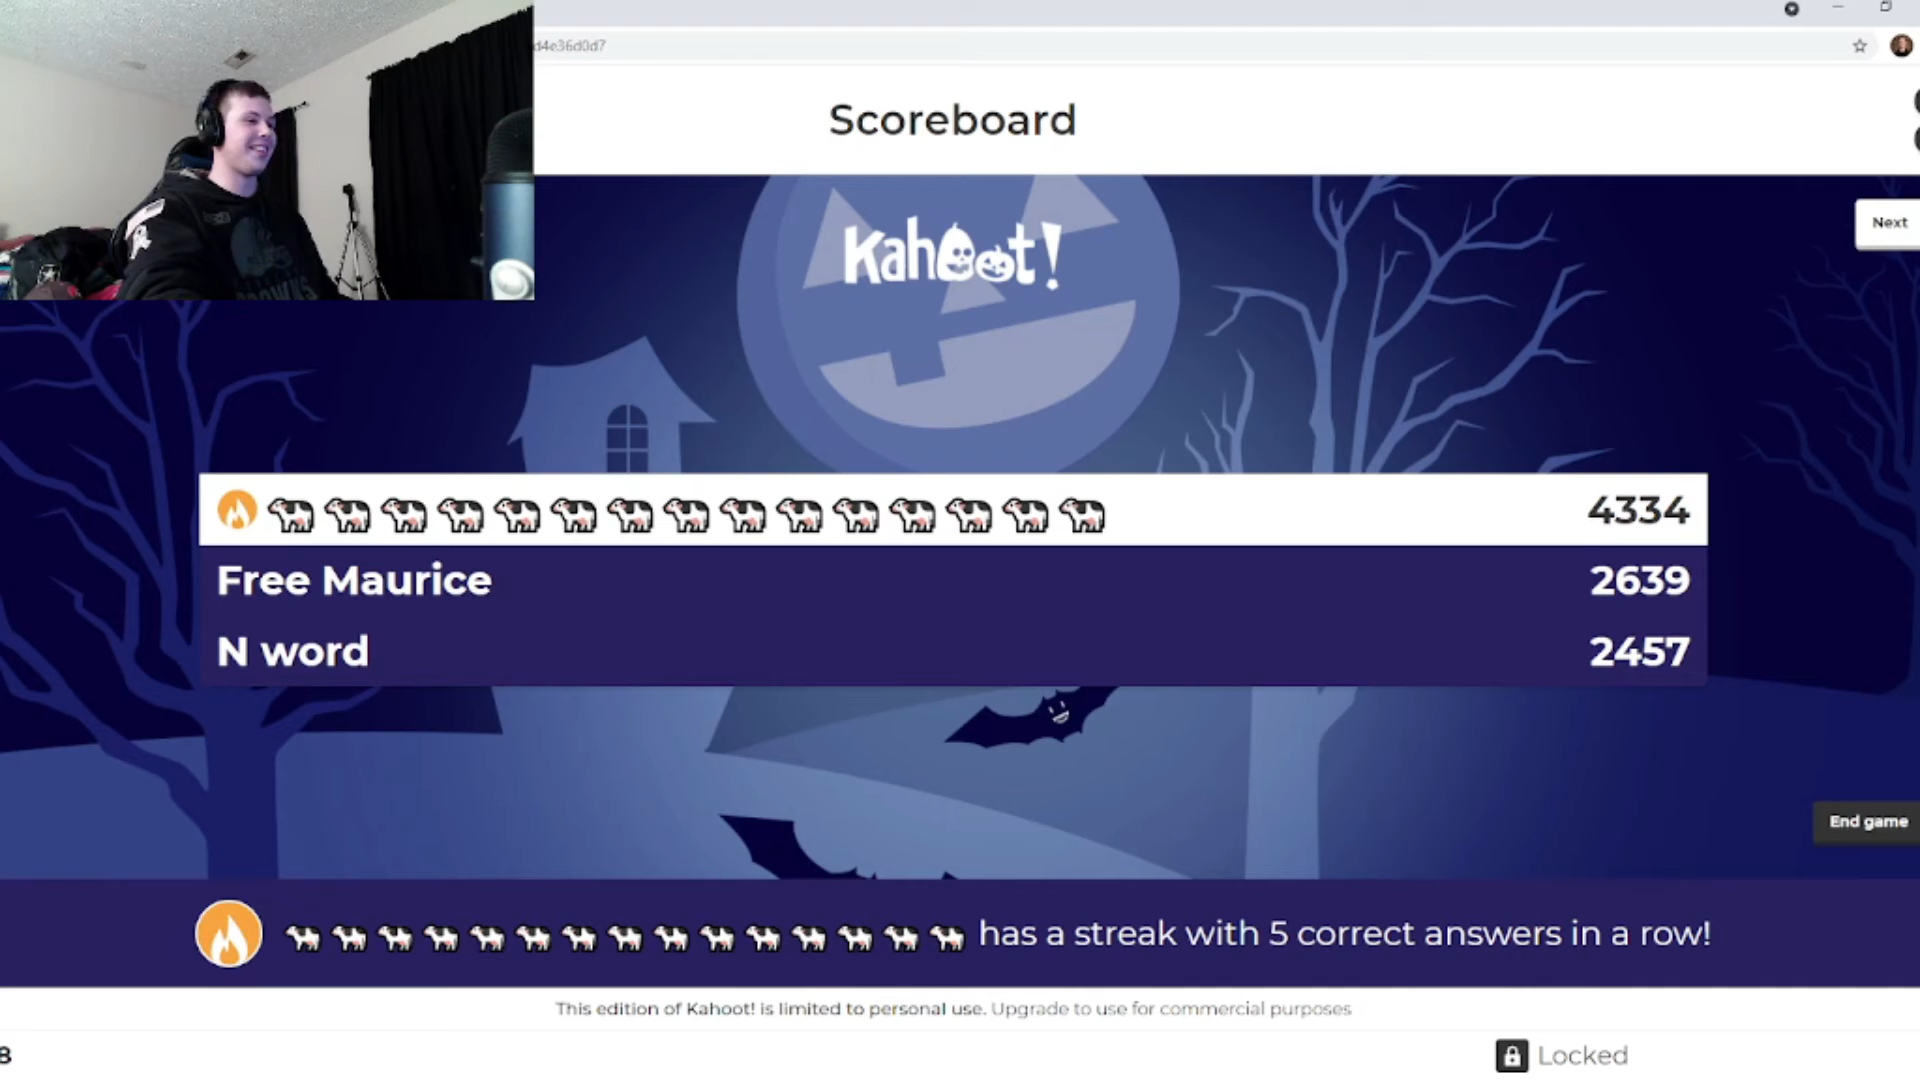 d4e36d0d7
Scoreboard
Kahoot!
Next
🐄🐄🐄🐄🐄🐄🐄🐄🐄🐄🐄🐄🐄🐄🐄 4334
Free Maurice 2639
N word 2457
End game
🐄🐄🐄🐄🐄🐄🐄🐄🐄🐄🐄🐄🐄🐄🐄 has a streak with 5 correct answers in a row!
This edition of Kahoot! is limited to personal use. Upgrade to use for commercial purposes
8
Locked